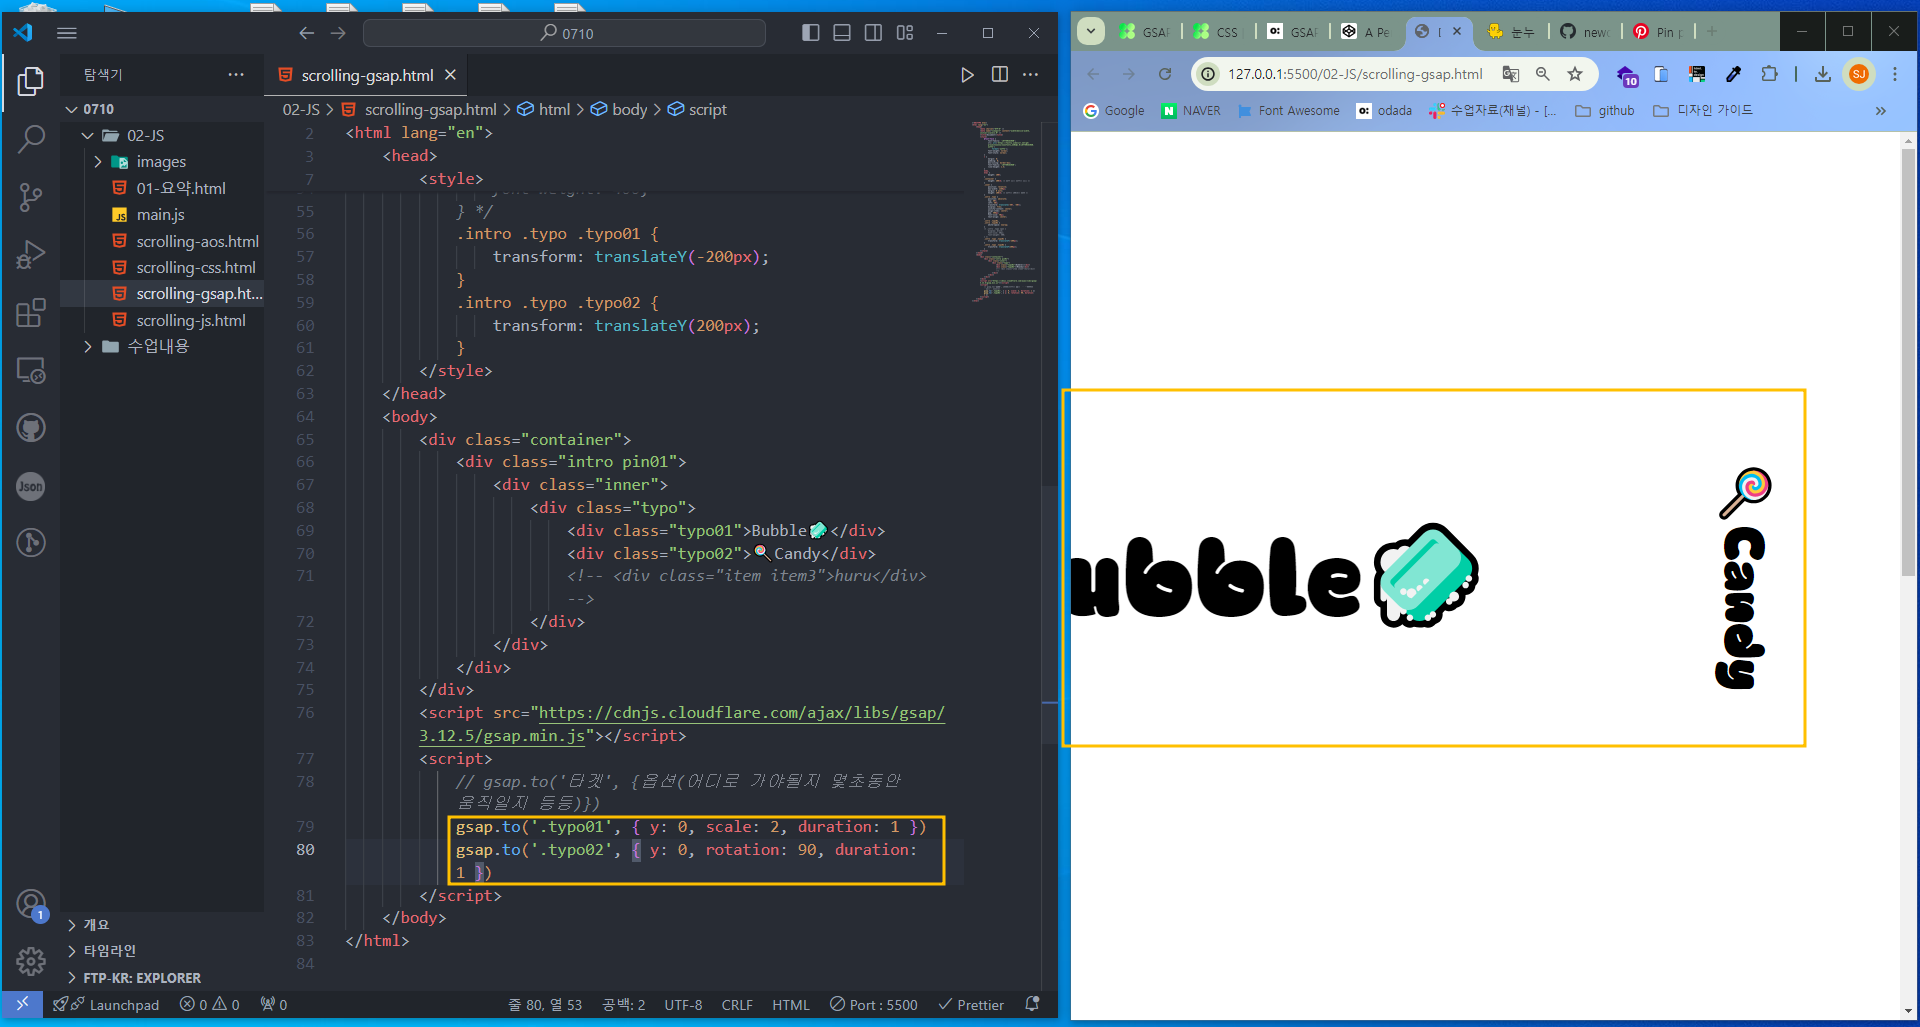 0710
탐색기
0710
02-JS
images
01-요약.html
main.js
scrolling-aos.html
scrolling-css.html
scrolling-gsap.ht...
scrolling-js.html
수업내용
개요
타임라인
FTP-KR: EXPLORER
Json
1
scrolling-gsap.html
02-JS > scrolling-gsap.html > html > body > script
2 <html lang="en">
3 <head>
7 <style>
55 } */
56 .intro .typo .typo01 {
57 transform: translateY(-200px);
58 }
59 .intro .typo .typo02 {
60 transform: translateY(200px);
61 }
62 </style>
63 </head>
64 <body>
65 <div class="container">
66 <div class="intro pin01">
67 <div class="inner">
68 <div class="typo">
69 <div class="typo01">Bubble🧼</div>
70 <div class="typo02">🍭Candy</div>
71 <!-- <div class="item item3">huru</div>
-->
72 </div>
73 </div>
74 </div>
75 </div>
76 <script src="https://cdnjs.cloudflare.com/ajax/libs/gsap/
3.12.5/gsap.min.js"></script>
77 <script>
78 // gsap.to('타겟', {옵션(어디로 가야될지 몇초동안
움직일지 등등)})
79 gsap.to('.typo01', { y: 0, scale: 2, duration: 1 })
80 gsap.to('.typo02', { y: 0, rotation: 90, duration:
1 })
81 </script>
82 </body>
83 </html>
84
Launchpad 0 0 0 줄 80, 열 53 공백: 2 UTF-8 CRLF HTML Port : 5500 Prettier
GSAP CSS GSAP A Pe 눈누 newc Pin p
127.0.0.1:5500/02-JS/scrolling-gsap.html
10
SJ
Google NAVER Font Awesome odada 수업자료(채널) - [... github 디자인 가이드
ubble
Candy